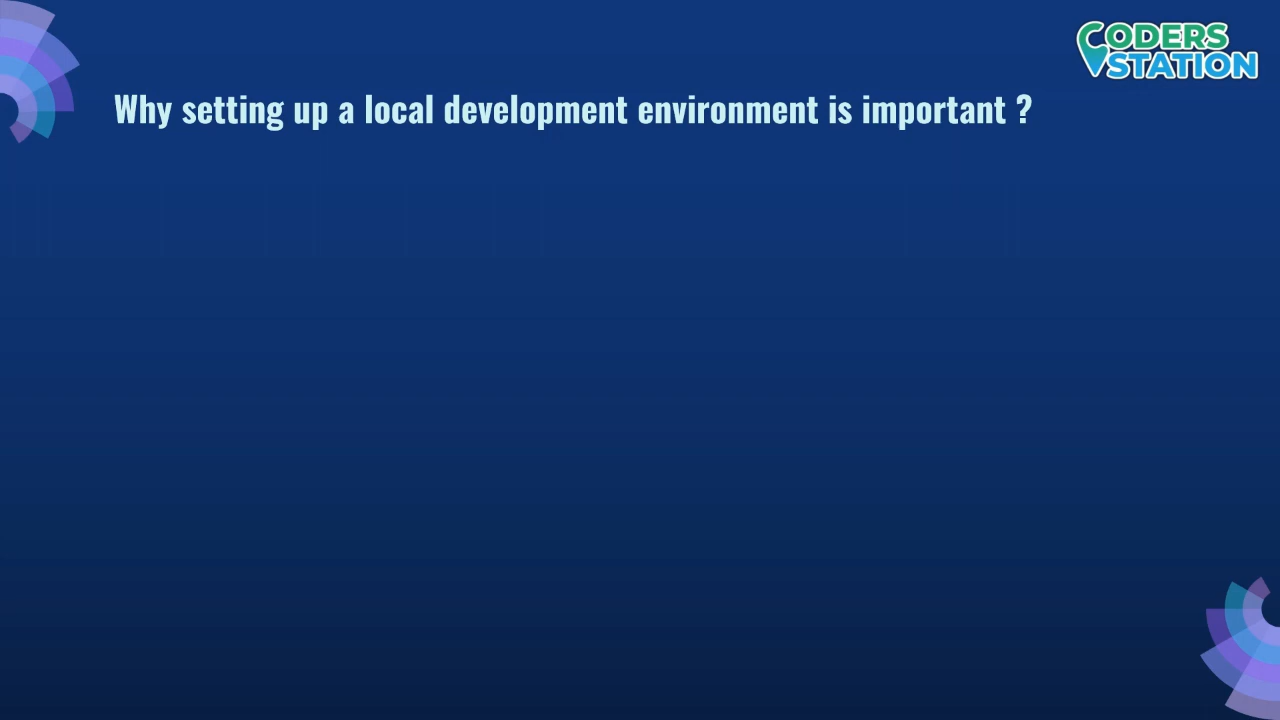 CODERS
STATION
Why setting up a local development environment is important ?